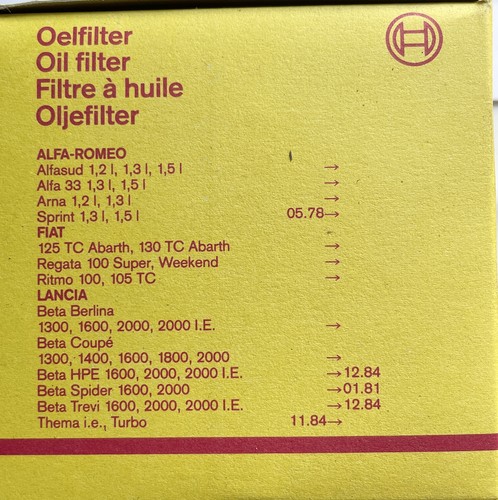 Oelfilter
Oil filter
Filtre à huile
Oljefilter
ALFA-ROMEO
Alfasud 1,2 l, 1,3 l, 1,5 l →
Alfa 33 1,3 l, 1,5 l →
Arna 1,2 l, 1,3 l →
Sprint 1,3 l, 1,5 l 05.78→
FIAT
125 TC Abarth, 130 TC Abarth →
Regata 100 Super, Weekend →
Ritmo 100, 105 TC →
LANCIA
Beta Berlina
1300, 1600, 2000, 2000 I.E. →
Beta Coupé
1300, 1400, 1600, 1800, 2000 →
Beta HPE 1600, 2000, 2000 I.E. →12.84
Beta Spider 1600, 2000 →01.81
Beta Trevi 1600, 2000, 2000 I.E. →12.84
Thema i.e., Turbo 11.84→